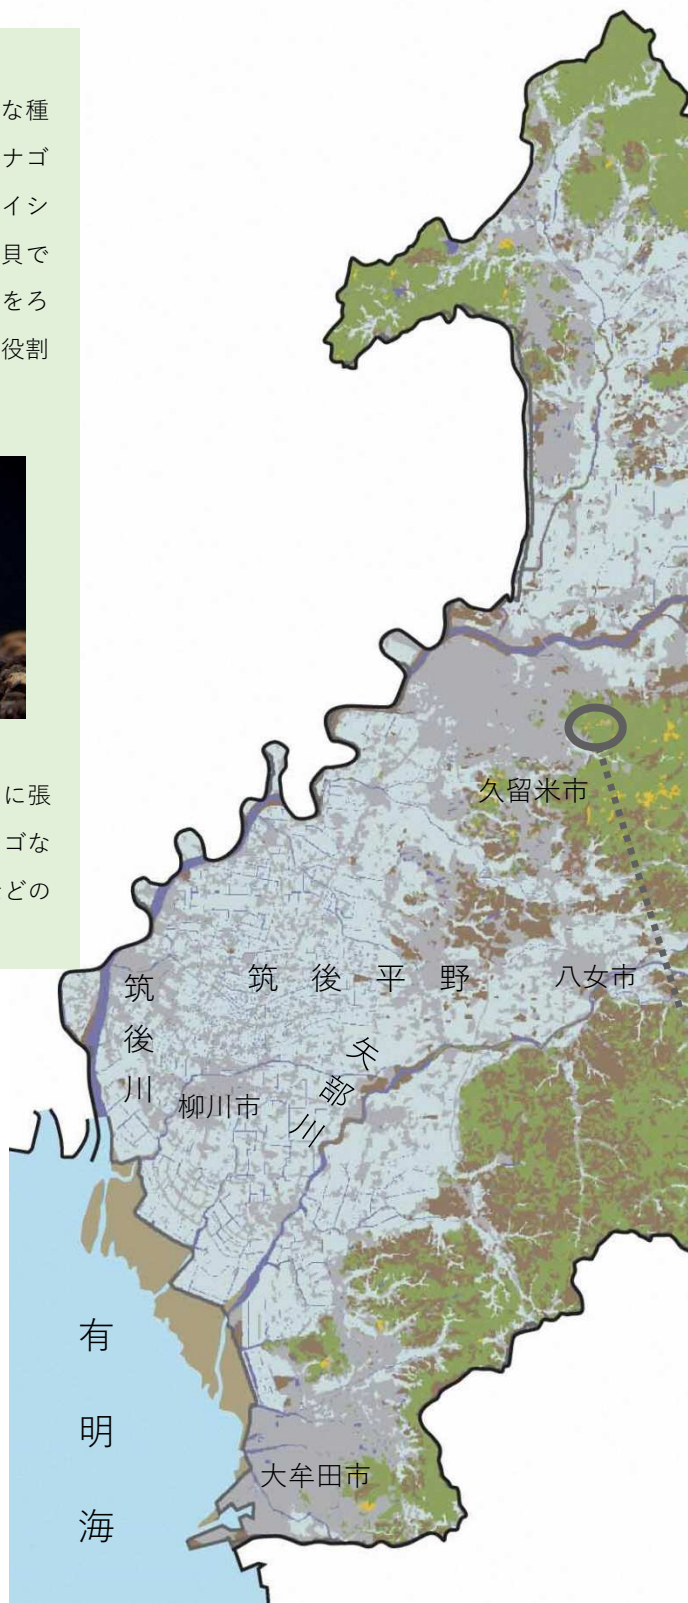 な種
ナゴ
イシ
貝で
をろ
役割
に張
ゴな
どの
久留米市
筑後平野
八女市
筑後川
矢部川
柳川市
有明海
大牟田市